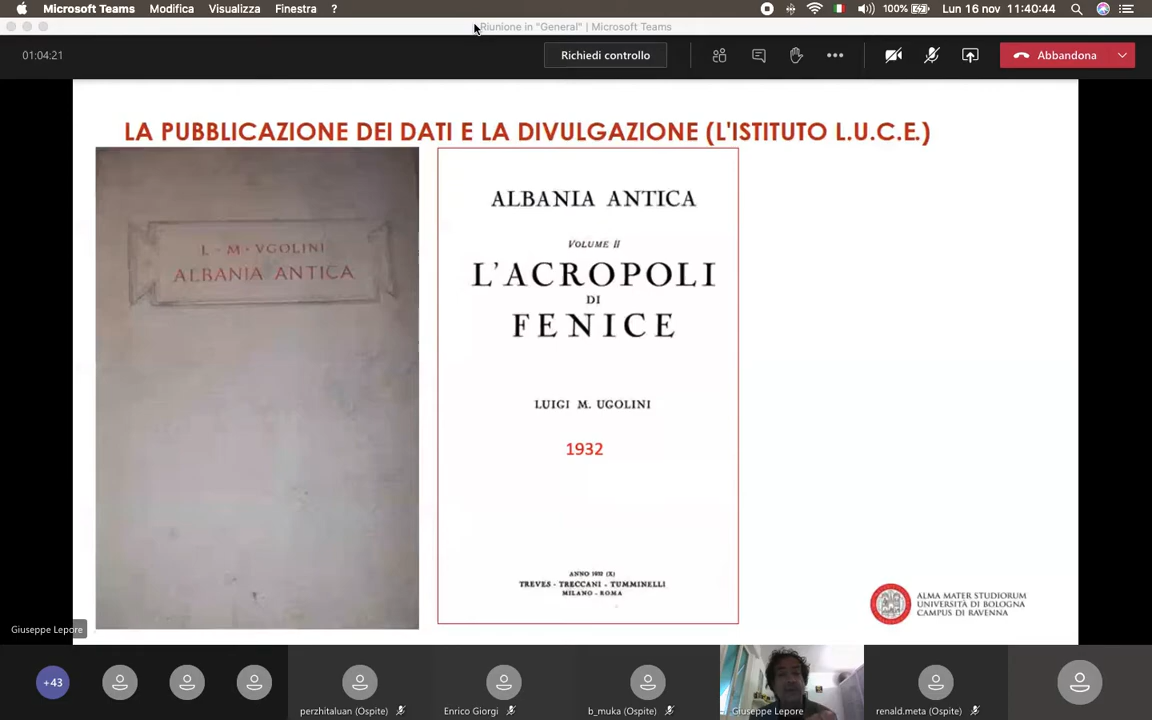 Microsoft Teams Modifica Visualizza Finestra ?
100% Lun 16 nov 11:40:44
Riunione in "General" | Microsoft Teams
01:04:21
Richiedi controllo
Abbandona
LA PUBBLICAZIONE DEI DATI E LA DIVULGAZIONE (L'ISTITUTO L.U.C.E.)
L · M · VGOLINI
ALBANIA ANTICA
ALBANIA ANTICA
VOLUME II
L'ACROPOLI
DI
FENICE
LUIGI M. UGOLINI
1932
ANNO 1932 (X)
TREVES - TRECCANI - TUMMINELLI
MILANO - ROMA
ALMA MATER STUDIORUM
UNIVERSITÀ DI BOLOGNA
CAMPUS DI RAVENNA
Giuseppe Lepore
+43
perzhitaluan (Ospite)
Enrico Giorgi
b_muka (Ospite)
Giuseppe Lepore
renald.meta (Ospite)